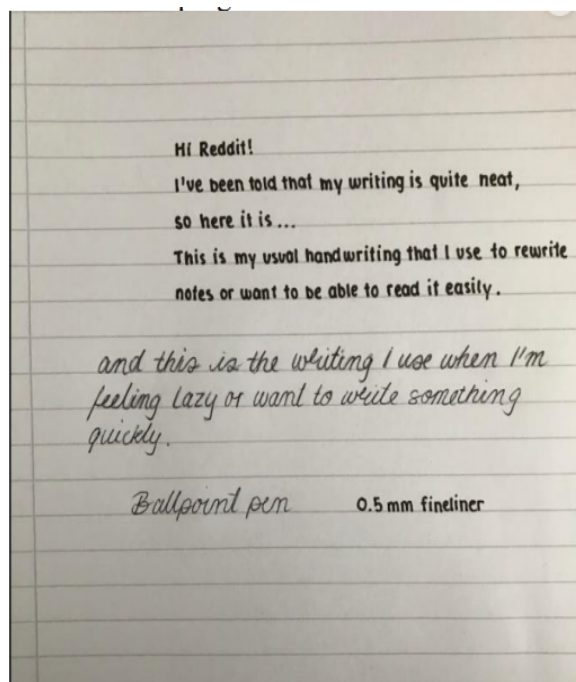 Hi Reddit!
I've been told that my writing is quite neat,
so here it is...
This is my usual handwriting that I use to rewrite
notes or want to be able to read it easily.
and this is the writing I use when I'm
feeling lazy or want to write something
quickly.
Ballpoint pen 0.5 mm fineliner